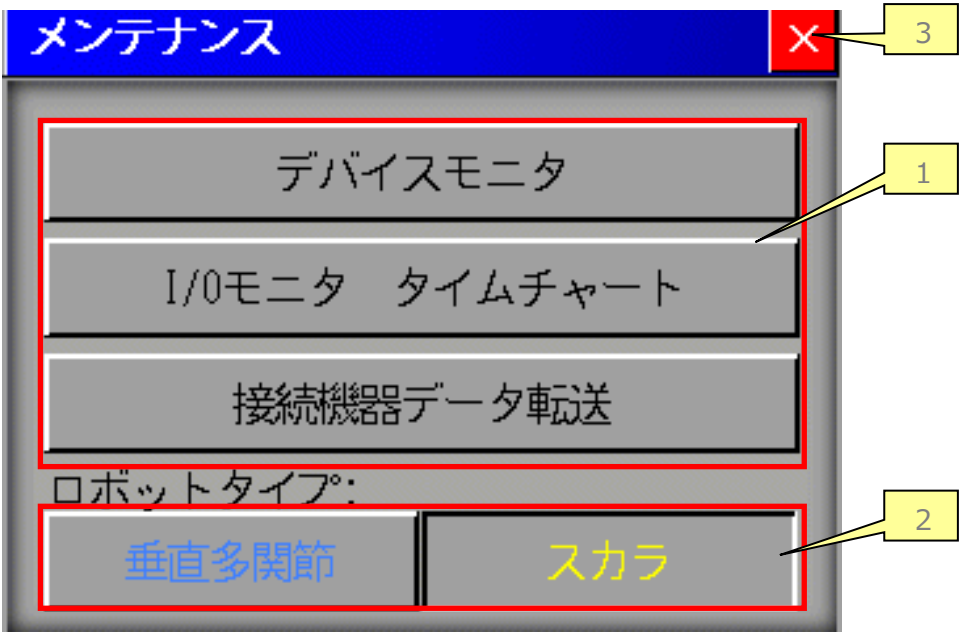 メンテナンス
×
3
デバイスモニタ
1
I/Oモニタ　タイムチャート
接続機器データ転送
ロボットタイプ:
垂直多関節
スカラ
2